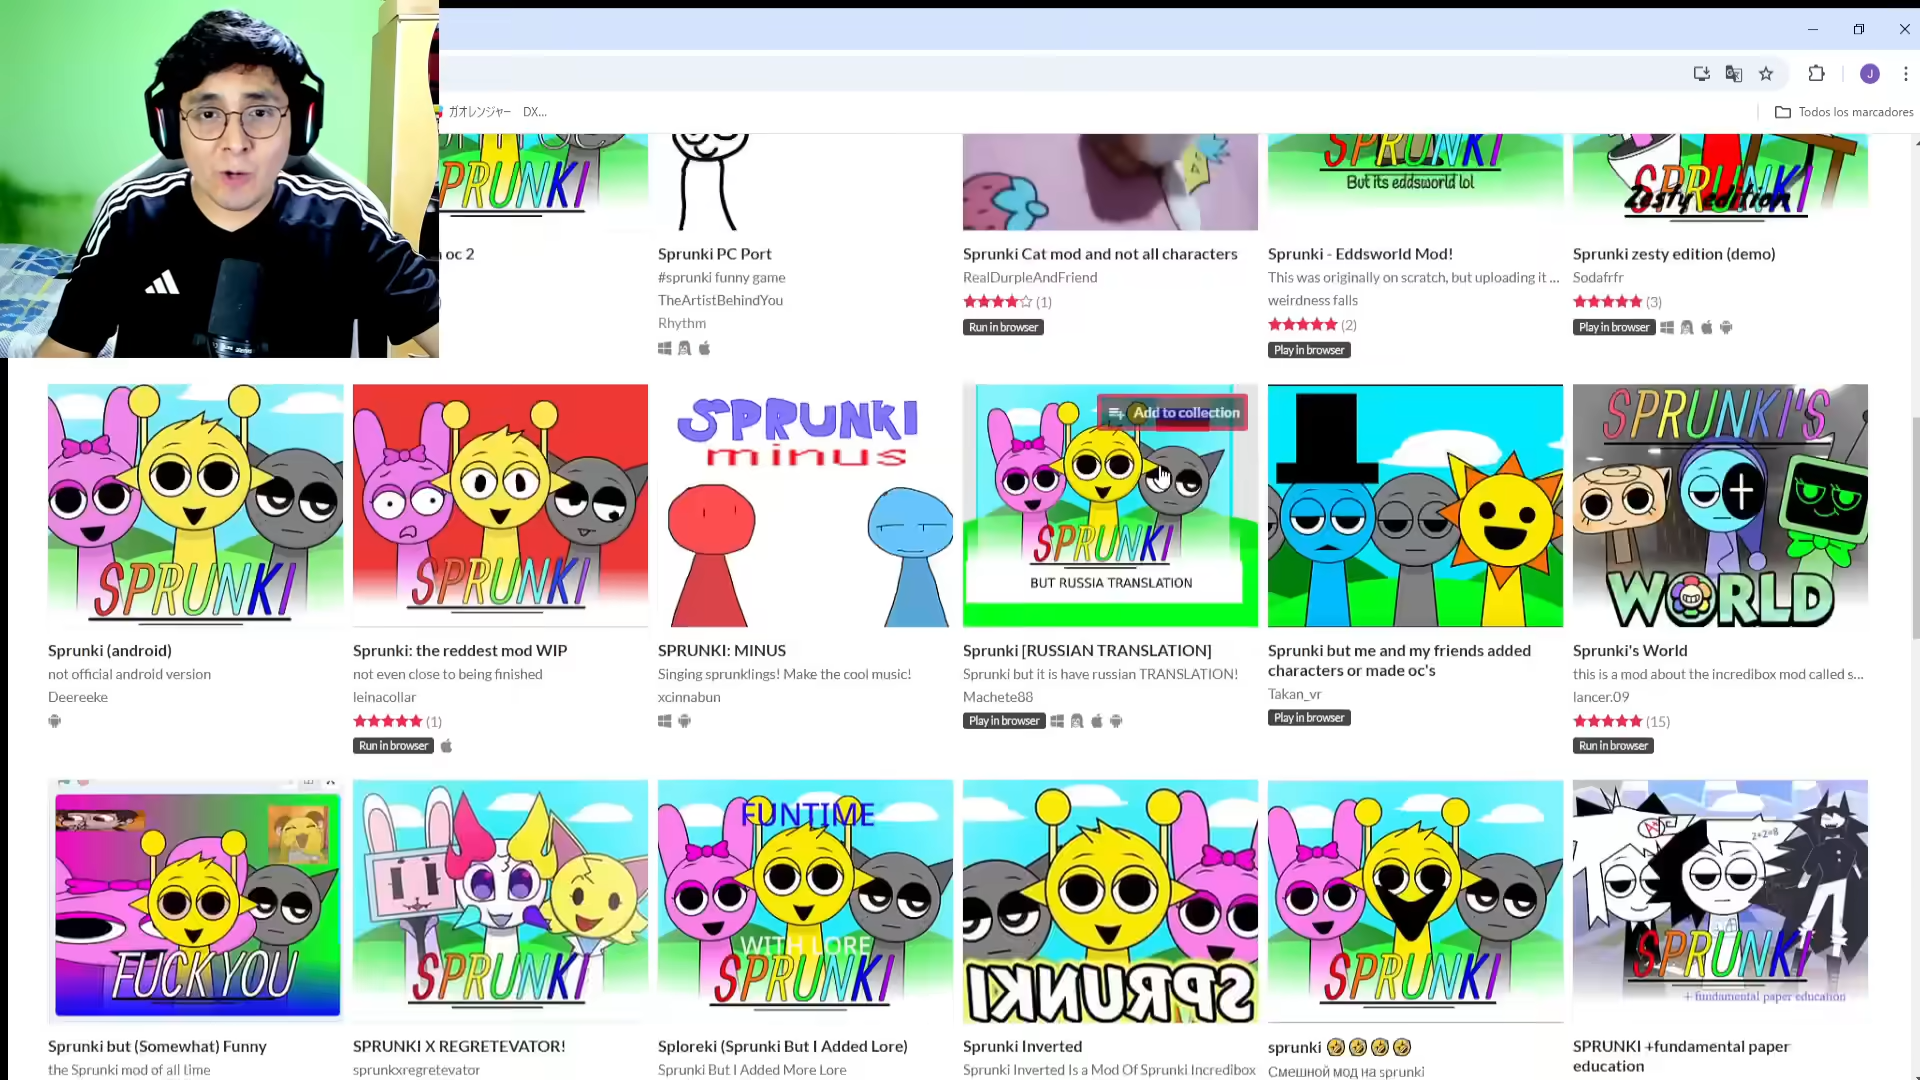 ガオレンジャー DX...
Todos los marcadores
J
SPRUNKI
SPRUNKI
But its eddsworld lol
SPRUNKI
Zesty edition
oc 2
Sprunki PC Port
#sprunki funny game
TheArtistBehindYou
Rhythm
Sprunki Cat mod and not all characters
RealDurpleAndFriend
(1)
Run in browser
Sprunki - Eddsworld Mod!
This was originally on scratch, but uploading it ...
weirdness falls
(2)
Play in browser
Sprunki zesty edition (demo)
Sodafrfr
(3)
Play in browser
SPRUNKI
SPRUNKI
SPRUNKI
minus
Add to collection
SPRUNKI
BUT RUSSIA TRANSLATION
SPRUNKI'S
WORLD
Sprunki (android)
not official android version
Deereeke
Sprunki: the reddest mod WIP
not even close to being finished
leinacollar
(1)
Run in browser
SPRUNKI: MINUS
Singing sprunklings! Make the cool music!
xcinnabun
Sprunki [RUSSIAN TRANSLATION]
Sprunki but it is have russian TRANSLATION!
Machete88
Play in browser
Sprunki but me and my friends added
characters or made oc's
Takan_vr
Play in browser
Sprunki's World
this is a mod about the incredibox mod called s...
lancer.09
(15)
Run in browser
FUCK YOU
SPRUNKI
FUNTIME
WITH LORE
SPRUNKI
SPRUNKI
SPRUNKI
A+
2+2=8
SPRUNKI
+ fundamental paper education
Sprunki but (Somewhat) Funny
the Sprunki mod of all time
SPRUNKI X REGRETEVATOR!
sprunkxregretevator
Sploreki (Sprunki But I Added Lore)
Sprunki But I Added More Lore
Sprunki Inverted
Sprunki Inverted Is a Mod Of Sprunki Incredibox
sprunki 🤣🤣🤣🤣
Смешной мод на sprunki
SPRUNKI +fundamental paper
education